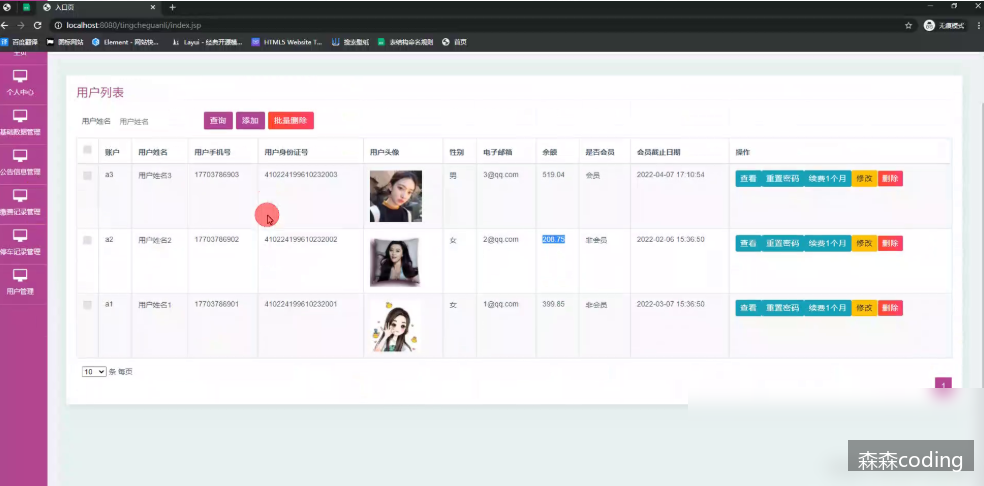 入口页
localhost:8080/tingcheguanli/index.jsp
无痕模式
百度翻译 图标网站 Element - 网站快... Layui - 经典开源模... HTML5 Website T... 搜索壁纸 表结构命名规则 首页
个人中心
基础数据管理
公告信息管理
缴费记录管理
停车记录管理
用户管理
用户列表
用户姓名 用户姓名 查询 添加 批量删除
账户 用户姓名 用户手机号 用户身份证号 用户头像 性别 电子邮箱 余额 是否会员 会员截止日期 操作
a3 用户姓名3 17703786903 410224199610232003 男 3@qq.com 519.04 会员 2022-04-07 17:10:54 查看 重置密码 续费1个月 修改 删除
a2 用户姓名2 17703786902 410224199610232002 女 2@qq.com 208.75 非会员 2022-02-06 15:36:50 查看 重置密码 续费1个月 修改 删除
a1 用户姓名1 17703786901 410224199610232001 女 1@qq.com 399.85 非会员 2022-03-07 15:36:50 查看 重置密码 续费1个月 修改 删除
10 条 每页
1
森森coding